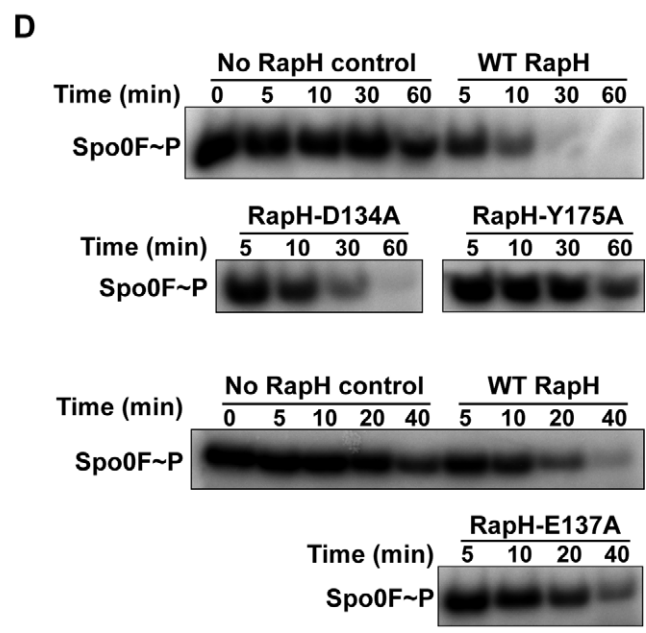 D
No RapH control WT RapH
Time (min) 0 5 10 30 60 5 10 30 60
Spo0F~P
RapH-D134A RapH-Y175A
Time (min) 5 10 30 60 5 10 30 60
Spo0F~P
No RapH control WT RapH
Time (min) 0 5 10 20 40 5 10 20 40
Spo0F~P
RapH-E137A
Time (min) 5 10 20 40
Spo0F~P